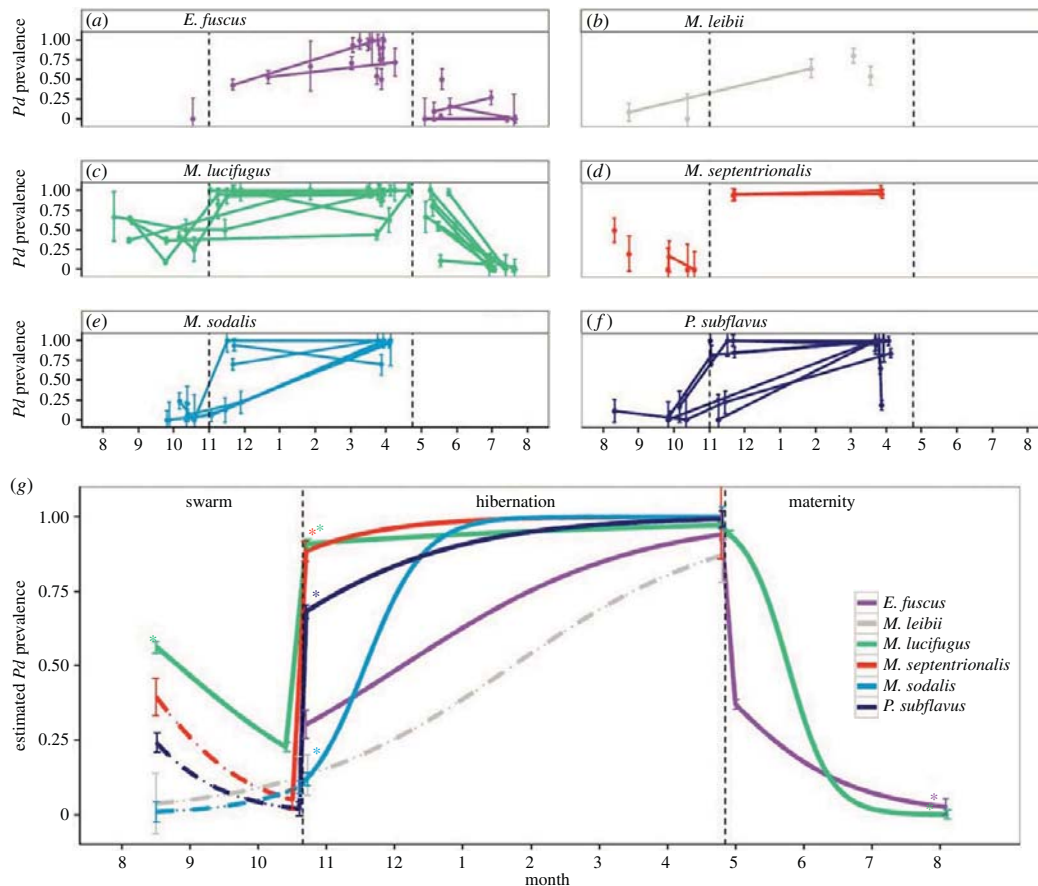 (a) E. fuscus
(b) M. leibii
Pd prevalence
1.00
0.75
0.50
0.25
0
(c) M. lucifugus
(d) M. septentrionalis
Pd prevalence
1.00
0.75
0.50
0.25
0
(e) M. sodalis
(f) P. subflavus
Pd prevalence
1.00
0.75
0.50
0.25
0
8 9 10 11 12 1 2 3 4 5 6 7 8
8 9 10 11 12 1 2 3 4 5 6 7 8
(g)
swarm hibernation maternity
estimated Pd prevalence
1.00
0.75
0.50
0.25
0
* * * * * *
E. fuscus
M. leibii
M. lucifugus
M. septentrionalis
M. sodalis
P. subflavus
8 9 10 11 12 1 2 3 4 5 6 7 8
month